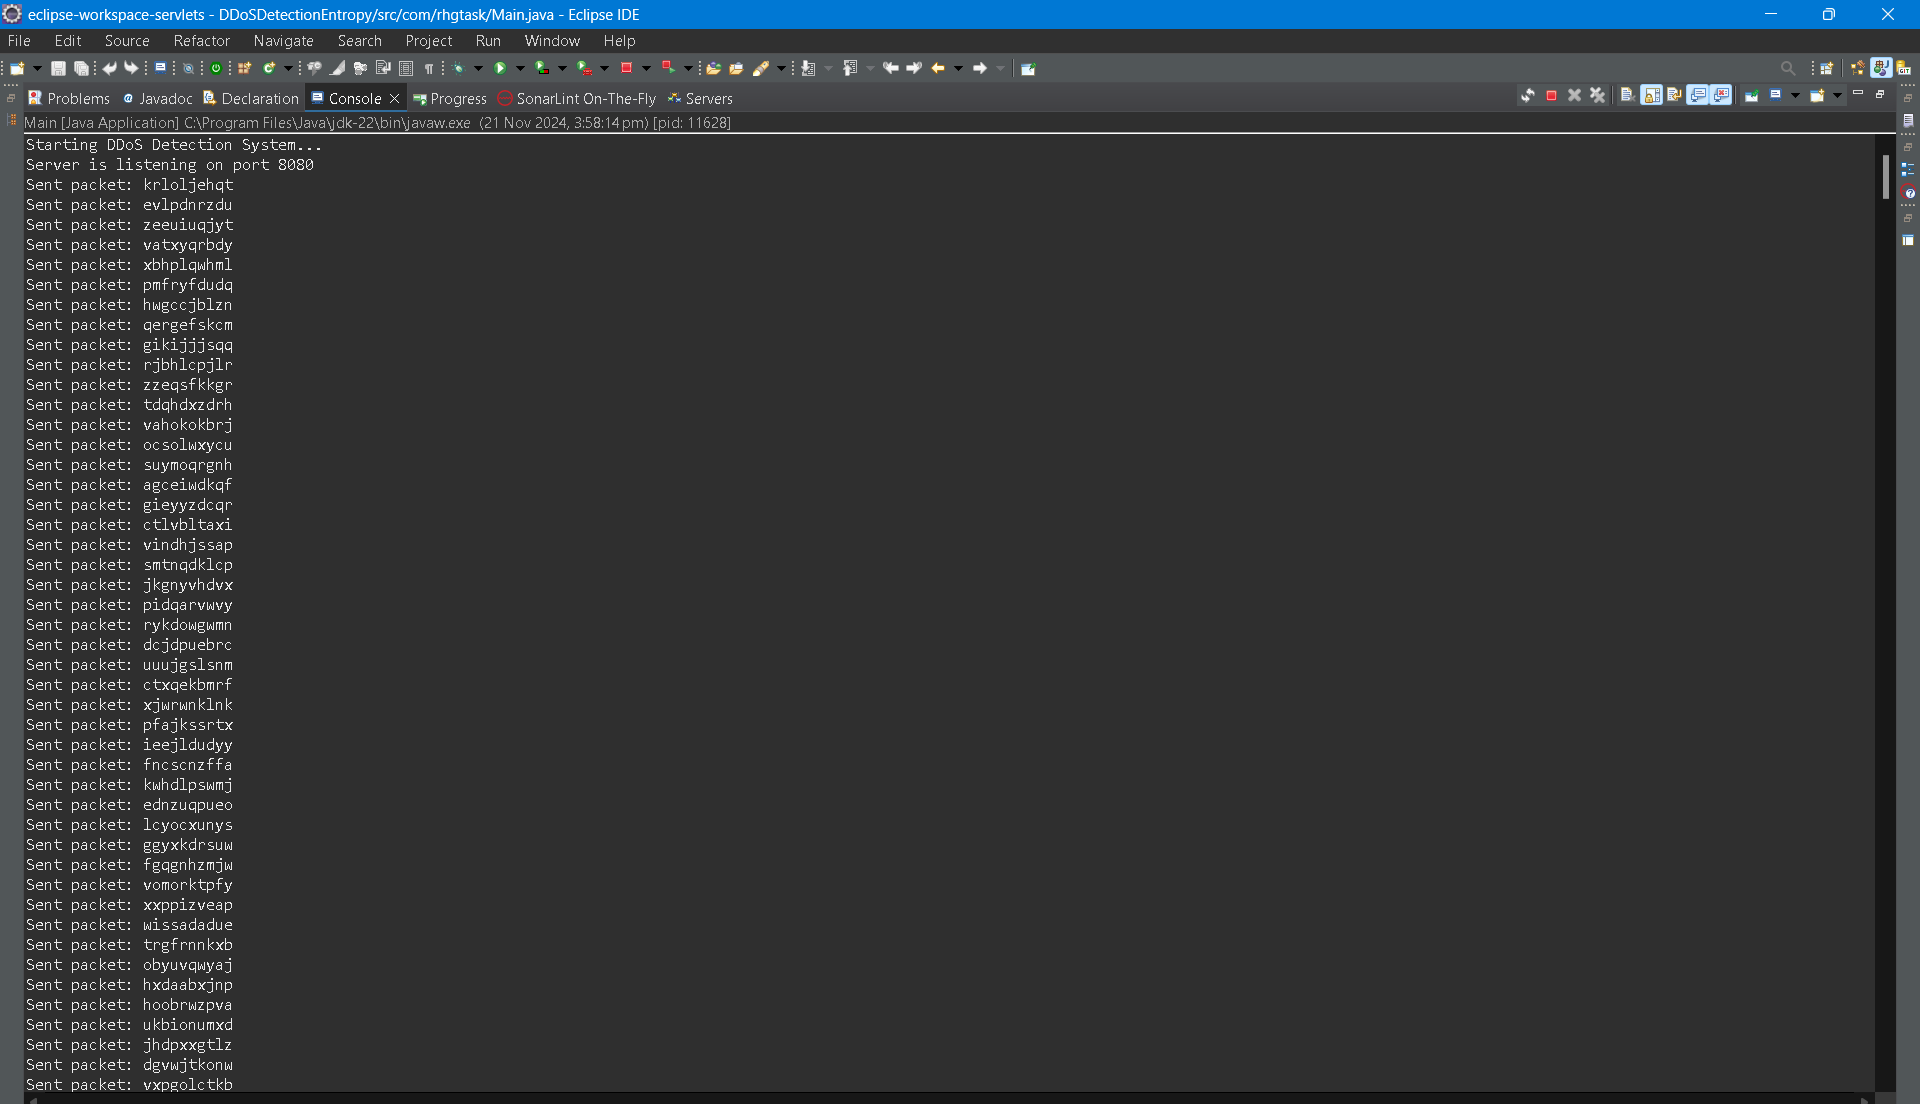 eclipse-workspace-servlets - DDoSDetectionEntropy/src/com/rhgtask/Main.java - Eclipse IDE
File Edit Source Refactor Navigate Search Project Run Window Help
Problems Javadoc Declaration Console Progress SonarLint On-The-Fly Servers
Main [Java Application] C:\Program Files\Java\jdk-22\bin\javaw.exe (21 Nov 2024, 3:58:14 pm) [pid: 11628]
Starting DDoS Detection System...
Server is listening on port 8080
Sent packet: krloljehqt
Sent packet: evlpdnrzdu
Sent packet: zeeuiuqjyt
Sent packet: vatxyqrbdy
Sent packet: xbhplqwhml
Sent packet: pmfryfdudq
Sent packet: hwgccjblzn
Sent packet: qergefskcm
Sent packet: gikijjjsqq
Sent packet: rjbhlcpjlr
Sent packet: zzeqsfkkgr
Sent packet: tdqhdxzdrh
Sent packet: vahokokbrj
Sent packet: ocsolwxycu
Sent packet: suymoqrgnh
Sent packet: agceiwdkqf
Sent packet: gieyyzdcqr
Sent packet: ctlvbltaxi
Sent packet: vindhjssap
Sent packet: smtnqdklcp
Sent packet: jkgnyvhdvx
Sent packet: pidqarvwvy
Sent packet: rykdowgwmn
Sent packet: dcjdpuebrc
Sent packet: uuujgslsnm
Sent packet: ctxqekbmrf
Sent packet: xjwrwnklnk
Sent packet: pfajkssrtx
Sent packet: ieejldudyy
Sent packet: fncscnzffa
Sent packet: kwhdlpswmj
Sent packet: ednzuqpueo
Sent packet: lcyocxunys
Sent packet: ggyxkdrsuw
Sent packet: fgqgnhzmjw
Sent packet: vomorktpfy
Sent packet: xxppizveap
Sent packet: wissadadue
Sent packet: trgfrnnkxb
Sent packet: obyuvqwyaj
Sent packet: hxdaabxjnp
Sent packet: hoobrwzpva
Sent packet: ukbionumxd
Sent packet: jhdpxxgtlz
Sent packet: dgvwjtkonw
Sent packet: vxpgolctkb